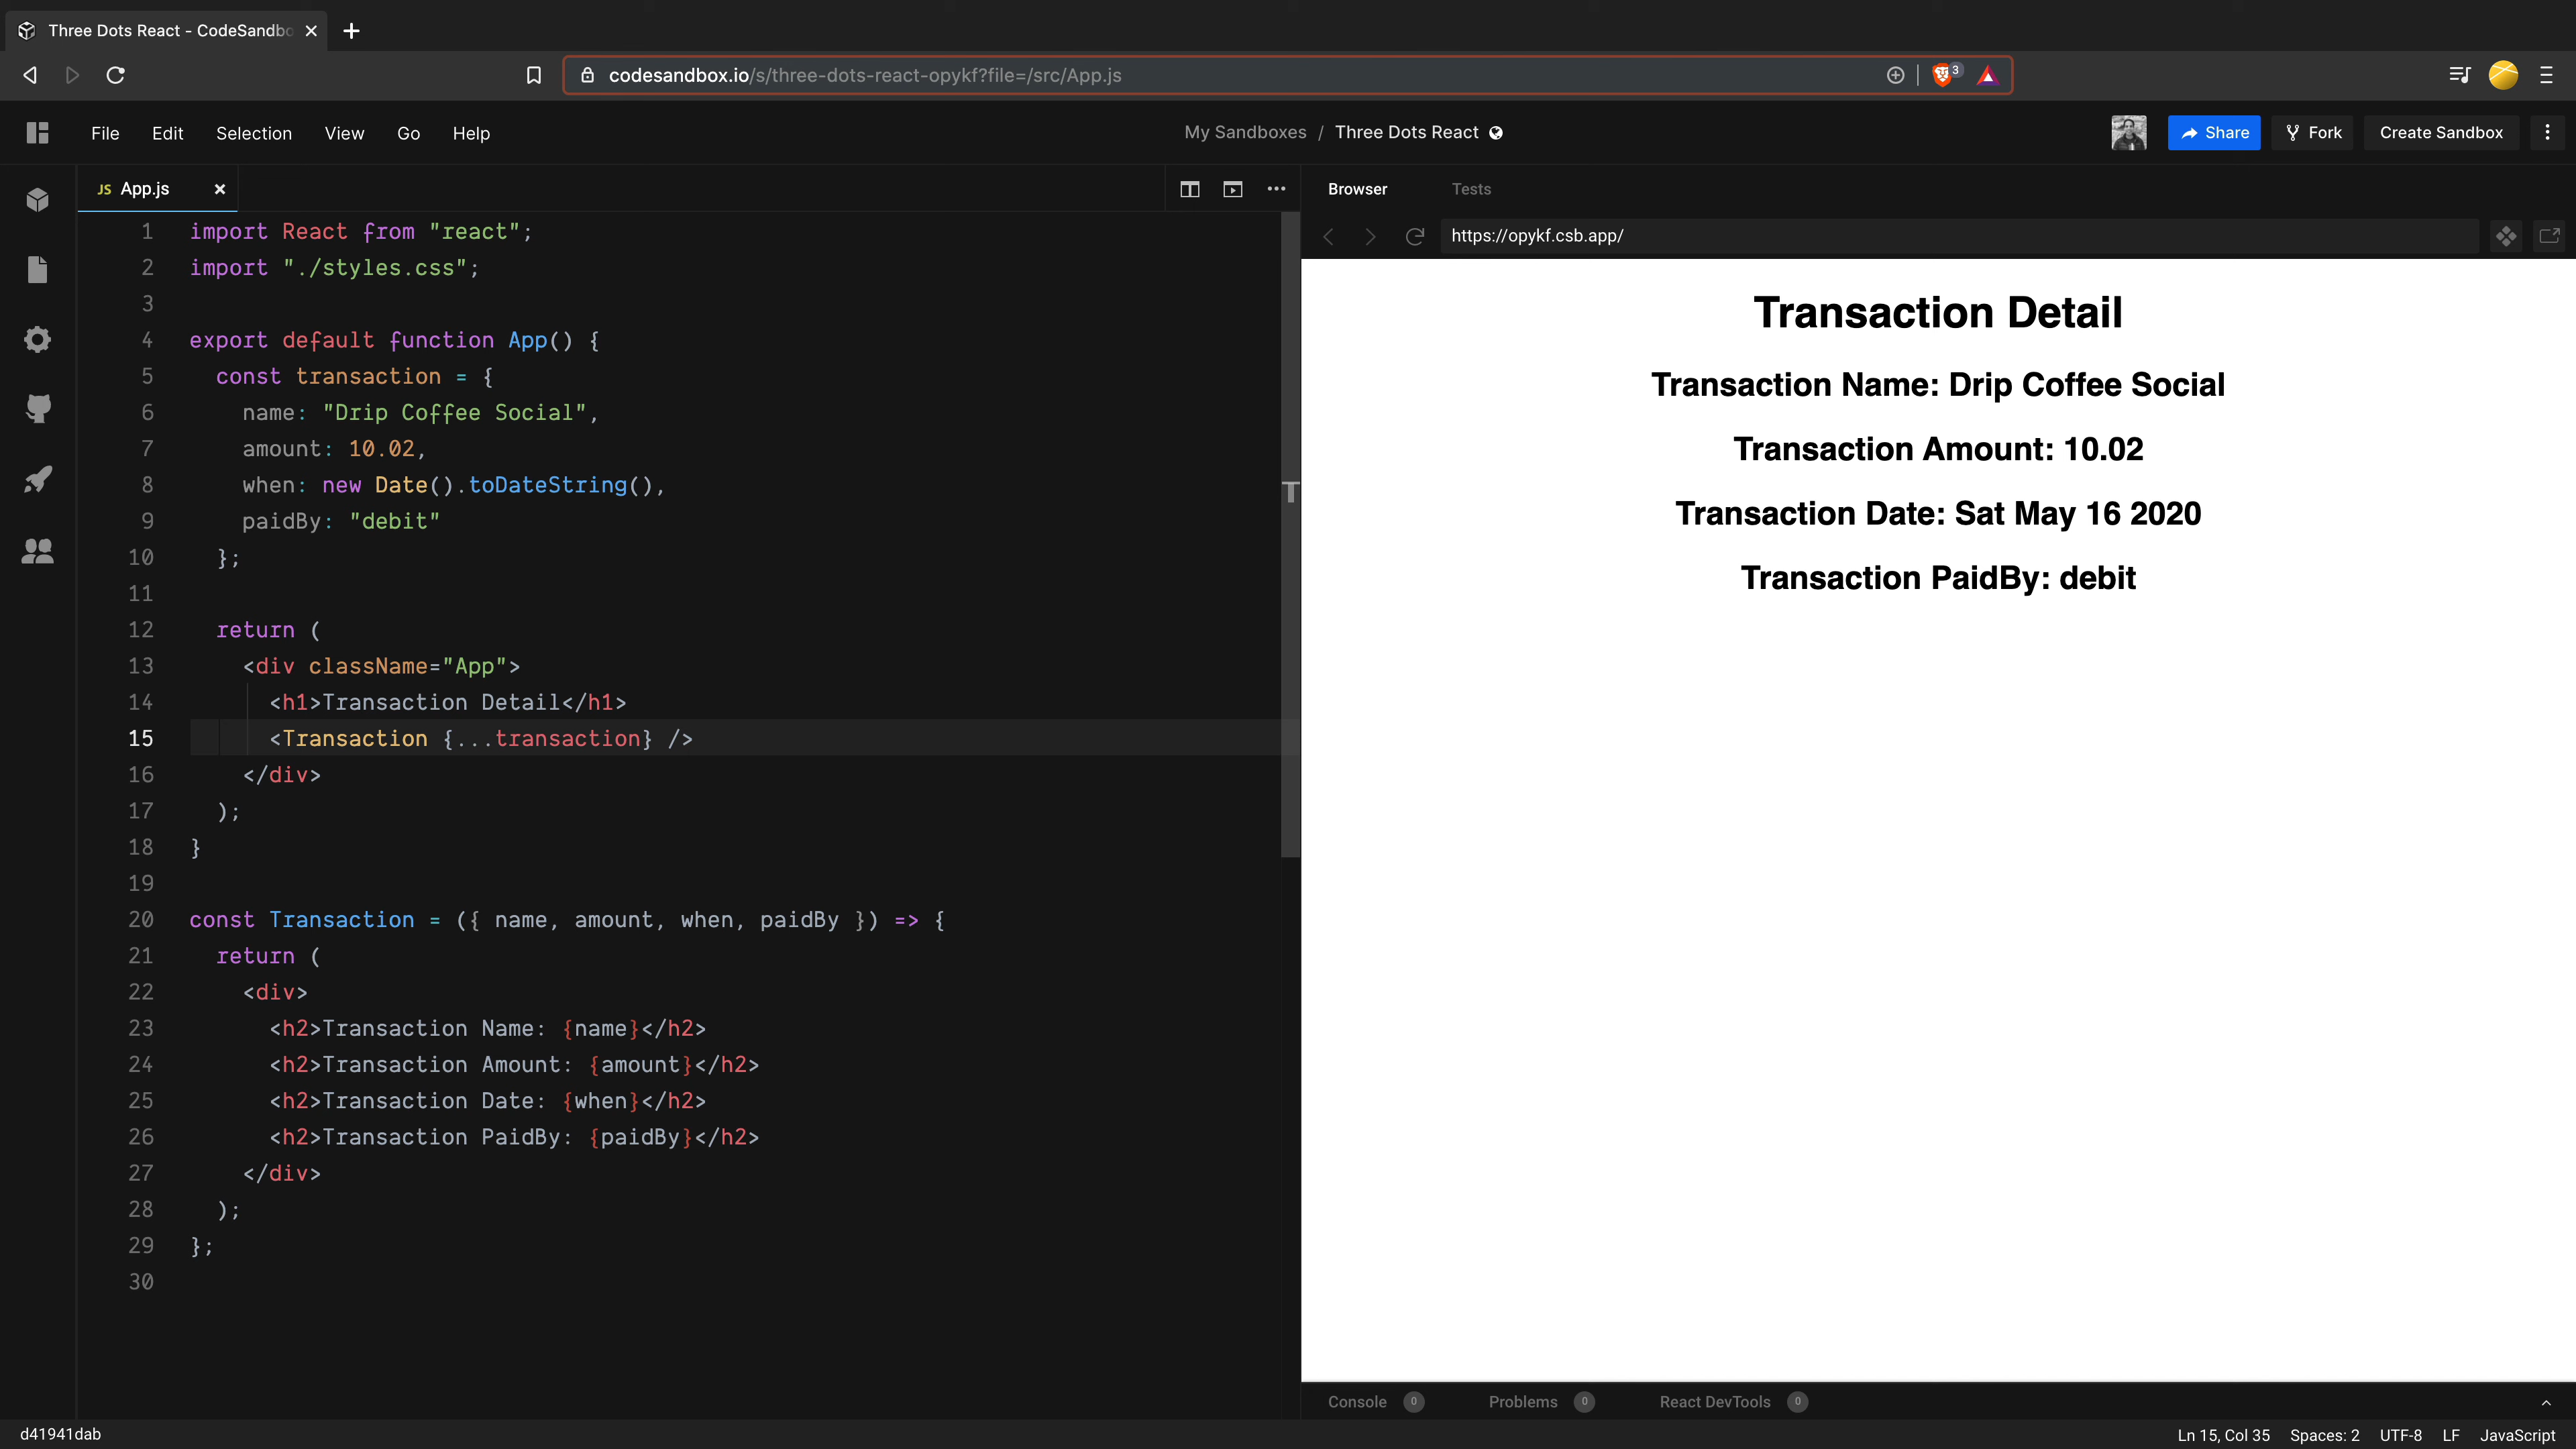 Three Dots React - CodeSandbo
codesandbox.io/s/three-dots-react-opykf?file=/src/App.js
3
File Edit Selection View Go Help
My Sandboxes / Three Dots React
Share Fork Create Sandbox
JS App.js
1 import React from "react";
2 import "./styles.css";
3
4 export default function App() {
5 const transaction = {
6 name: "Drip Coffee Social",
7 amount: 10.02,
8 when: new Date().toDateString(),
9 paidBy: "debit"
10 };
11
12 return (
13 <div className="App">
14 <h1>Transaction Detail</h1>
15 <Transaction {...transaction} />
16 </div>
17 );
18 }
19
20 const Transaction = ({ name, amount, when, paidBy }) => {
21 return (
22 <div>
23 <h2>Transaction Name: {name}</h2>
24 <h2>Transaction Amount: {amount}</h2>
25 <h2>Transaction Date: {when}</h2>
26 <h2>Transaction PaidBy: {paidBy}</h2>
27 </div>
28 );
29 };
30
Browser Tests
https://opykf.csb.app/
Transaction Detail
Transaction Name: Drip Coffee Social
Transaction Amount: 10.02
Transaction Date: Sat May 16 2020
Transaction PaidBy: debit
Console 0 Problems 0 React DevTools 0
d41941dab
Ln 15, Col 35 Spaces: 2 UTF-8 LF JavaScript